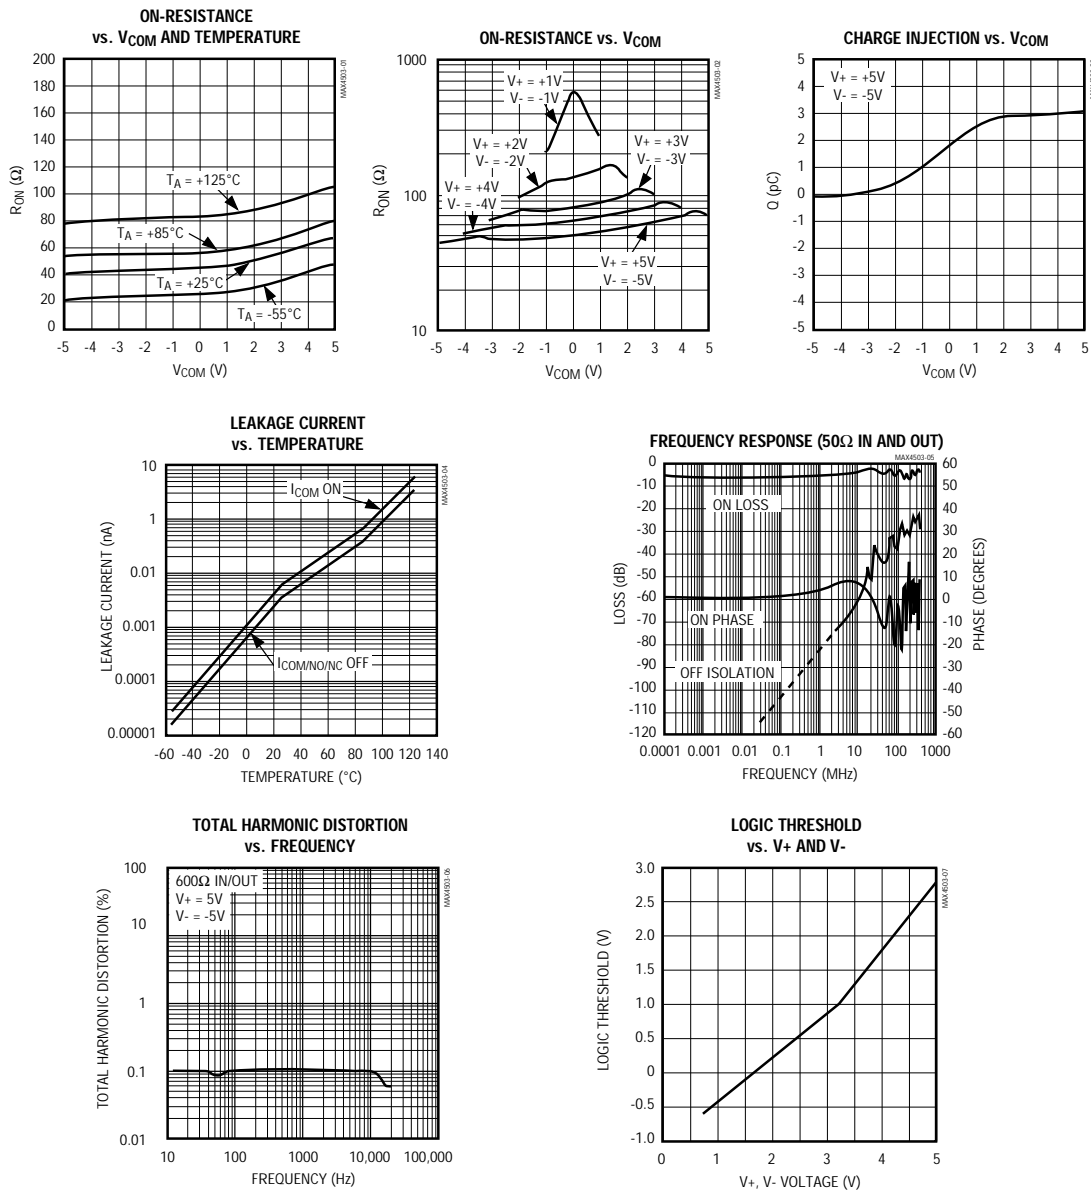 ON-RESISTANCE
vs. VCOM AND TEMPERATURE
MAX4503-01
RON (Ω)
200
180
160
140
120
100
80
60
40
20
0
TA = +125°C
TA = +85°C
TA = +25°C
TA = -55°C
-5 -4 -3 -2 -1 0 1 2 3 4 5
VCOM (V)
ON-RESISTANCE vs. VCOM
MAX4503-02
RON (Ω)
1000
100
10
V+ = +1V
V- = -1V
V+ = +2V
V- = -2V
V+ = +3V
V- = -3V
V+ = +4V
V- = -4V
V+ = +5V
V- = -5V
-5 -4 -3 -2 -1 0 1 2 3 4 5
VCOM (V)
CHARGE INJECTION vs. VCOM
Q (pC)
5
4
3
2
1
0
-1
-2
-3
-4
-5
V+ = +5V
V- = -5V
-5 -4 -3 -2 -1 0 1 2 3 4 5
VCOM (V)
LEAKAGE CURRENT
vs. TEMPERATURE
MAX4503-04
LEAKAGE CURRENT (nA)
10
1
0.1
0.01
0.001
0.0001
0.00001
ICOM ON
ICOM/NO/NC OFF
-60 -40 -20 0 20 40 60 80 100 120 140
TEMPERATURE (°C)
FREQUENCY RESPONSE (50Ω IN AND OUT)
MAX4503-05
LOSS (dB)
0
-10
-20
-30
-40
-50
-60
-70
-80
-90
-100
-110
-120
ON LOSS
ON PHASE
OFF ISOLATION
60
50
40
30
20
10
0
-10
-20
-30
-40
-50
-60
PHASE (DEGREES)
0.0001 0.001 0.01 0.1 1 10 100 1000
FREQUENCY (MHz)
TOTAL HARMONIC DISTORTION
vs. FREQUENCY
MAX4503-06
TOTAL HARMONIC DISTORTION (%)
100
10
1
0.1
0.01
600Ω IN/OUT
V+ = 5V
V- = -5V
10 100 1000 10,000 100,000
FREQUENCY (Hz)
LOGIC THRESHOLD
vs. V+ AND V-
MAX4503-07
LOGIC THRESHOLD (V)
3.0
2.5
2.0
1.5
1.0
0.5
0
-0.5
-1.0
0 1 2 3 4 5
V+, V- VOLTAGE (V)